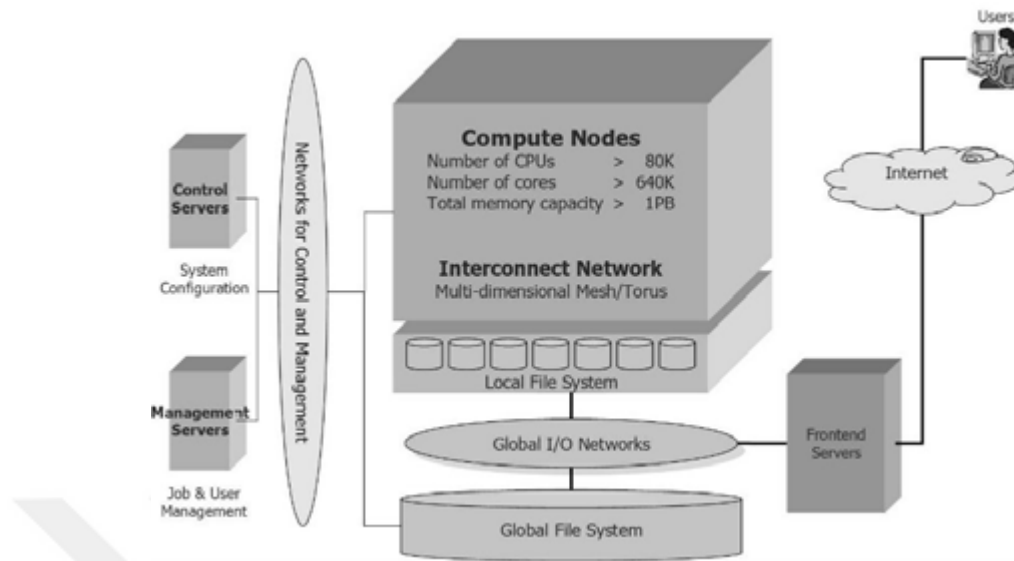 Users
Compute Nodes
Number of CPUs > 80K
Number of cores > 640K
Total memory capacity > 1PB
Interconnect Network
Multi-dimensional Mesh/Torus
Local File System
Control
Servers
System
Configuration
Networks for Control and Management
Management
Servers
Job & User
Management
Internet
Global I/O Networks
Frontend
Servers
Global File System